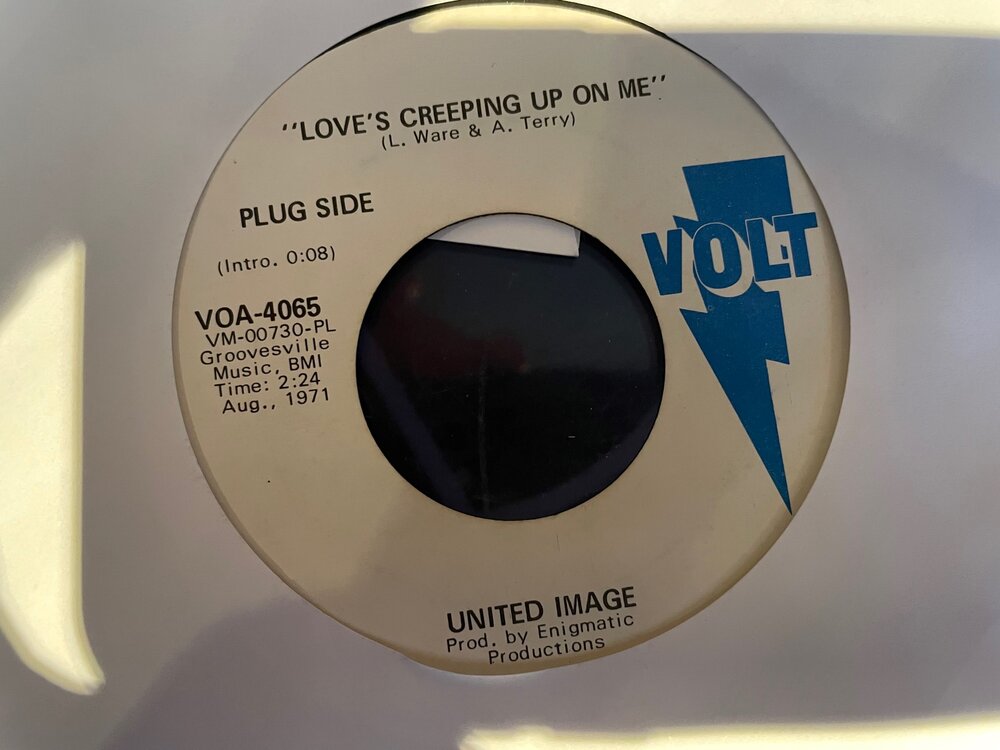 "LOVE'S CREEPING UP ON ME"
(L. Ware & A. Terry)
PLUG SIDE
(Intro. 0:08)
VOLT
VOA-4065
VM-00730-PL
Groovesville
Music, BMI
Time: 2:24
Aug., 1971
UNITED IMAGE
Prod. by Enigmatic
Productions